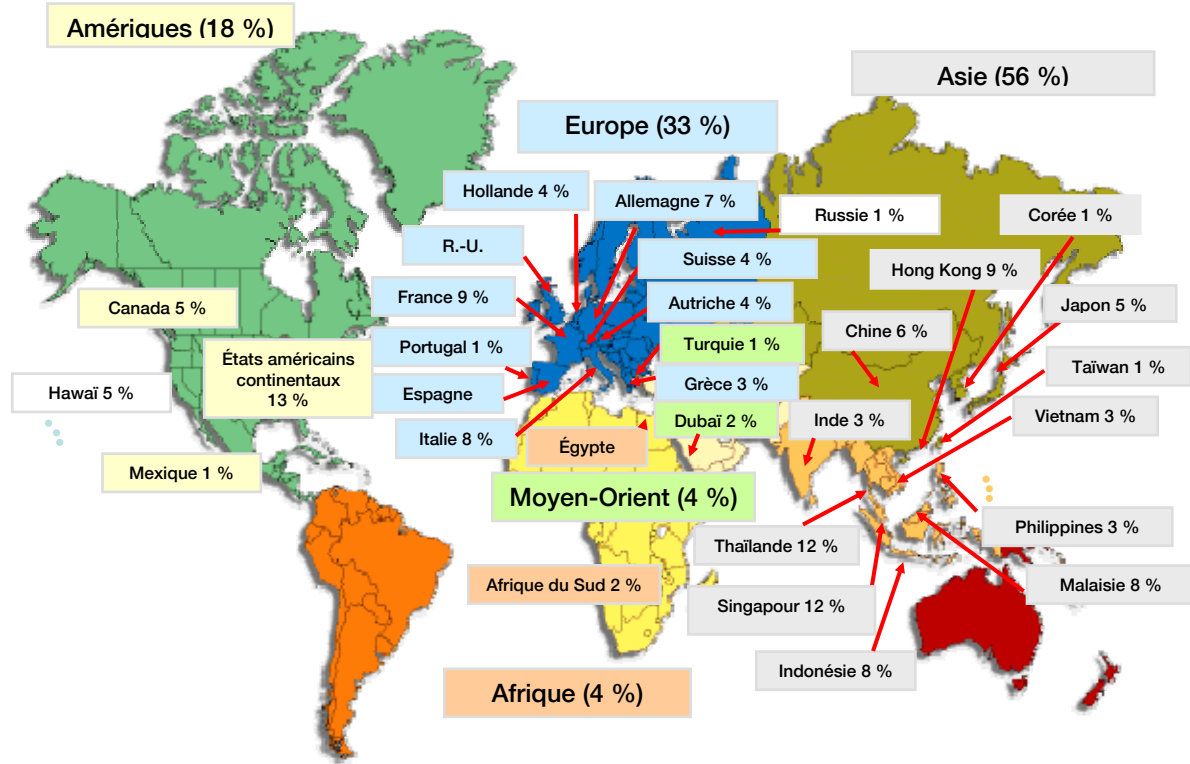 Amériques (18 %)
Asie (56 %)
Europe (33 %)
Hollande 4 %
Allemagne 7 %
Russie 1 %
Corée 1 %
R.-U.
Suisse 4 %
Hong Kong 9 %
France 9 %
Autriche 4 %
Japon 5 %
Canada 5 %
Chine 6 %
Portugal 1 %
Turquie 1 %
États américains
continentaux
13 %
Taïwan 1 %
Hawaï 5 %
Espagne
Grèce 3 %
Dubaï 2 %
Inde 3 %
Vietnam 3 %
Italie 8 %
Égypte
Mexique 1 %
Moyen-Orient (4 %)
Philippines 3 %
Thaïlande 12 %
Afrique du Sud 2 %
Malaisie 8 %
Singapour 12 %
Indonésie 8 %
Afrique (4 %)